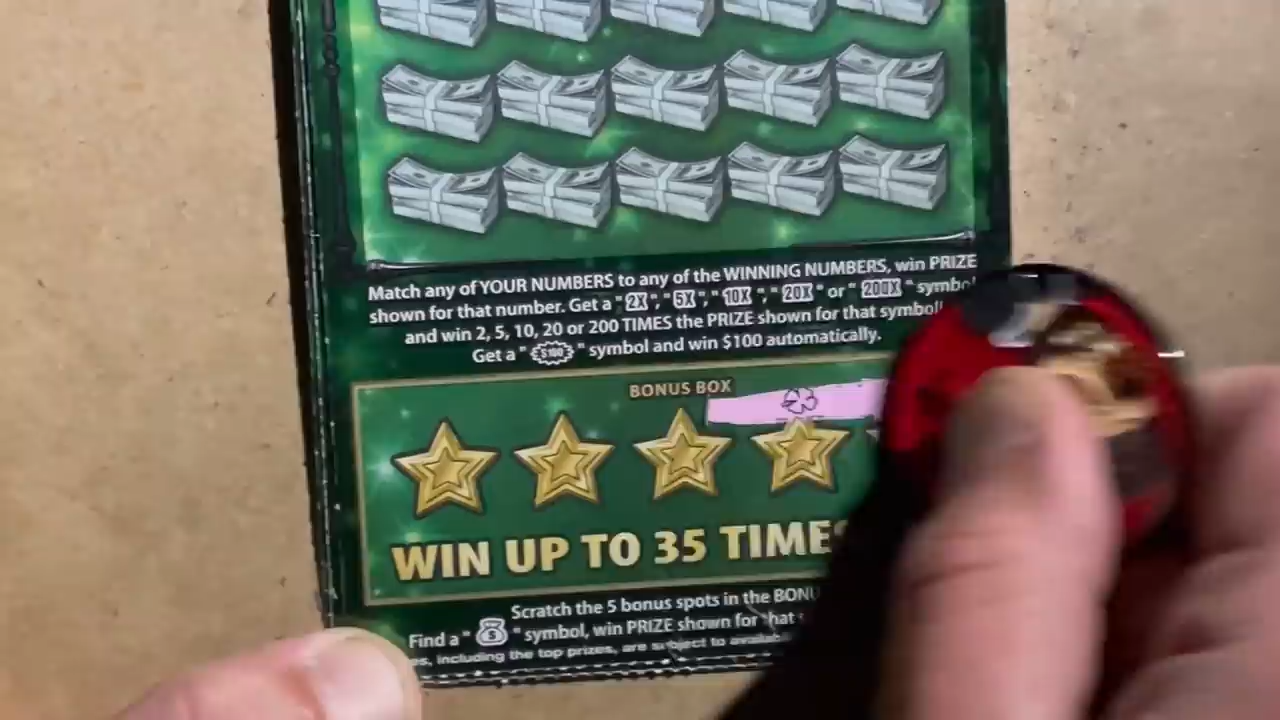 Match any of YOUR NUMBERS to any of the WINNING NUMBERS, win PRIZE
shown for that number. Get a "2X", "5X", "10X", "20X" or "200X" symbol
and win 2, 5, 10, 20 or 200 TIMES the PRIZE shown for that symbol!
Get a "$100" symbol and win $100 automatically.
BONUS BOX
WIN UP TO 35 TIMES
Scratch the 5 bonus spots in the
Find a " $ " symbol, win PRIZE shown for that
including the top prizes, are subject to